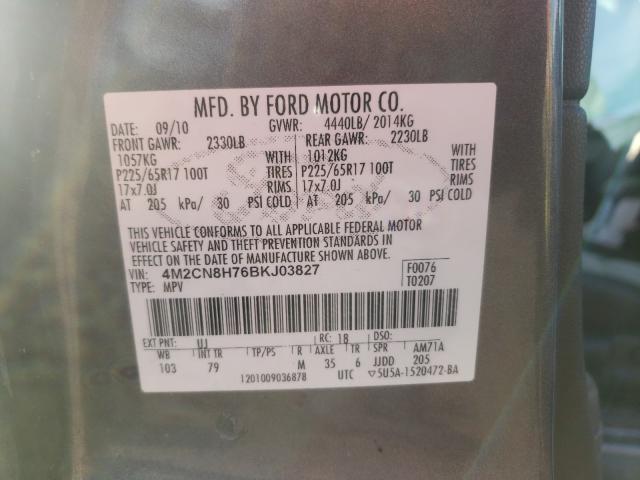 MFD. BY FORD MOTOR CO.
DATE: 09/10 GVWR: 4440LB/ 2014KG
FRONT GAWR: 2330LB REAR GAWR: 2230LB
1057KG WITH 1012KG WITH
P225/65R17 100T TIRES P225/65R17 100T TIRES
17x7.0J RIMS 17x7.0J RIMS
AT 205 kPa/ 30 PSI COLD AT 205 kPa/ 30 PSI COLD
THIS VEHICLE CONFORMS TO ALL APPLICABLE FEDERAL MOTOR
VEHICLE SAFETY AND THEFT PREVENTION STANDARDS IN
EFFECT ON THE DATE OF MANUFACTURE SHOWN ABOVE.
VIN: 4M2CN8H76BKJ03827 F0076
TYPE: MPV T0207
EXT PNT: UJ RC: 18 DSO:
WB INT TR TP/PS R AXLE TR SPR AM71A
103 79 M 35 6 JJDD 205
1201009036878 UTC ▽5U5A-1520472-BA